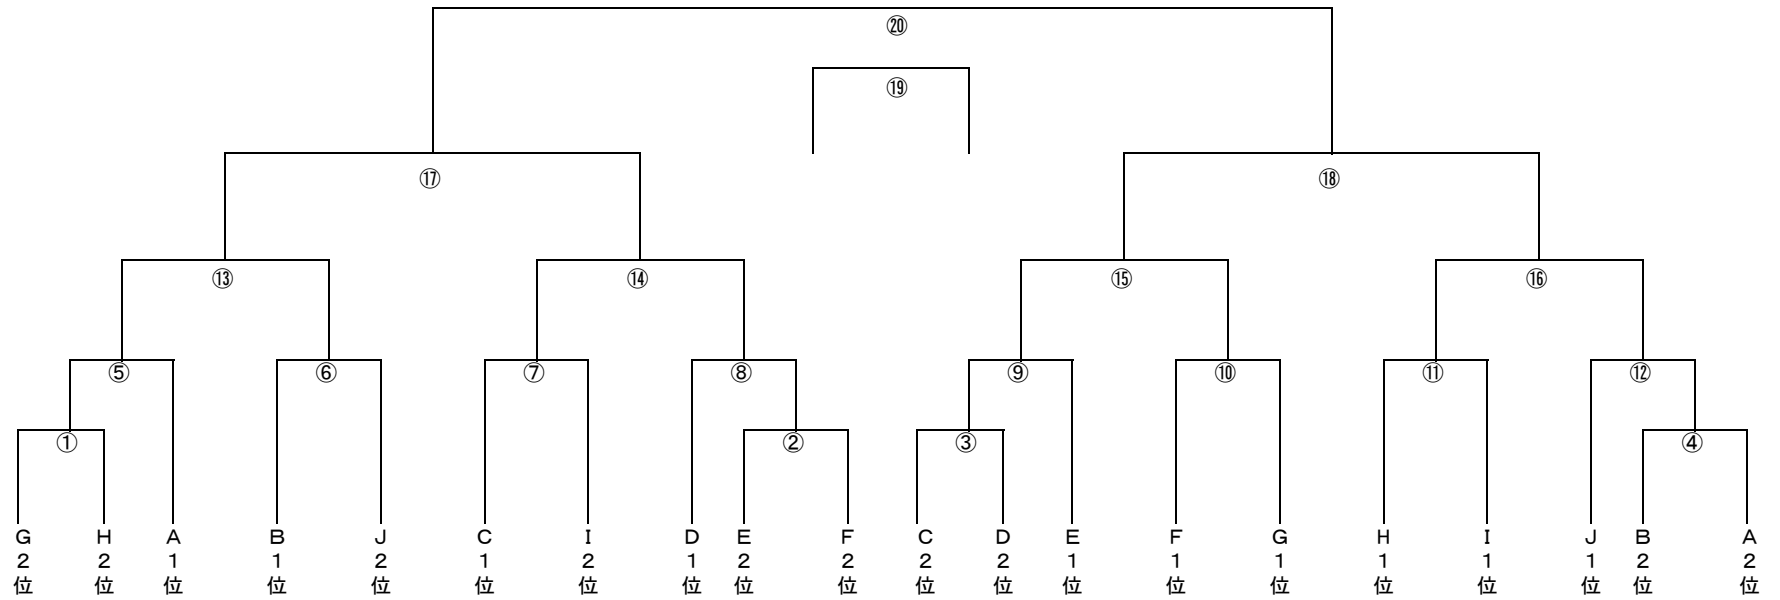 ⑳
⑲
⑰ ⑱
⑬ ⑭ ⑮ ⑯
⑤ ⑥ ⑦ ⑧ ⑨ ⑩ ⑪ ⑫
① ② ③ ④
G H A B J C I D E F C D E F G H I J B A
2 2 1 1 2 1 2 1 2 2 2 2 1 1 1 1 1 1 2 2
位 位 位 位 位 位 位 位 位 位 位 位 位 位 位 位 位 位 位 位